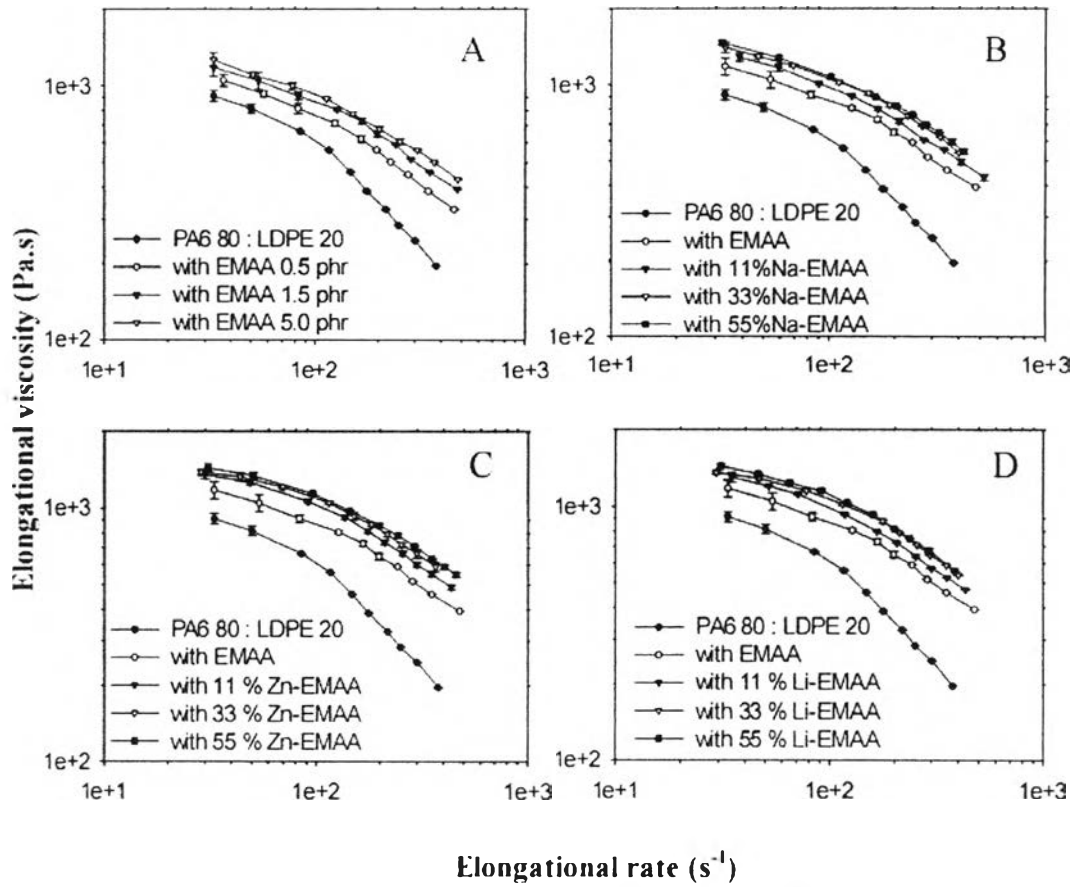 A
1e+3
1e+2
1e+1 1e+2 1e+3
PA6 80 : LDPE 20
with EMAA 0.5 phr
with EMAA 1.5 phr
with EMAA 5.0 phr
B
1e+3
1e+2
1e+1 1e+2 1e+3
PA6 80 : LDPE 20
with EMAA
with 11%Na-EMAA
with 33%Na-EMAA
with 55%Na-EMAA
Elongational viscosity (Pa.s)
C
1e+3
1e+2
1e+1 1e+2 1e+3
PA6 80 : LDPE 20
with EMAA
with 11 % Zn-EMAA
with 33 % Zn-EMAA
with 55 % Zn-EMAA
D
1e+3
1e+2
1e+1 1e+2 1e+3
PA6 80 : LDPE 20
with EMAA
with 11 % Li-EMAA
with 33 % Li-EMAA
with 55 % Li-EMAA
Elongational rate (s⁻¹)